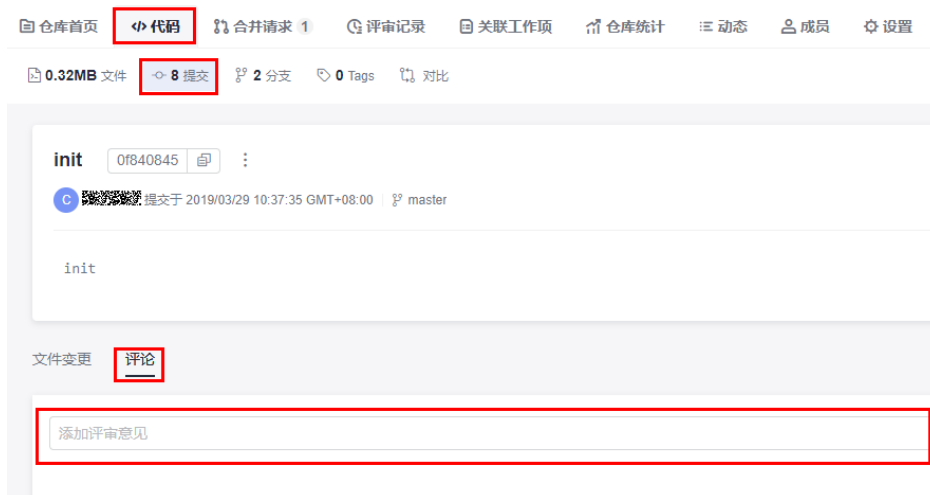 仓库首页 </> 代码 合并请求 1 评审记录 关联工作项 仓库统计 动态 成员 设置
0.32MB 文件 8 提交 2 分支 0 Tags 对比
init 0f840845
C 提交于 2019/03/29 10:37:35 GMT+08:00 master
init
文件变更 评论
添加评审意见